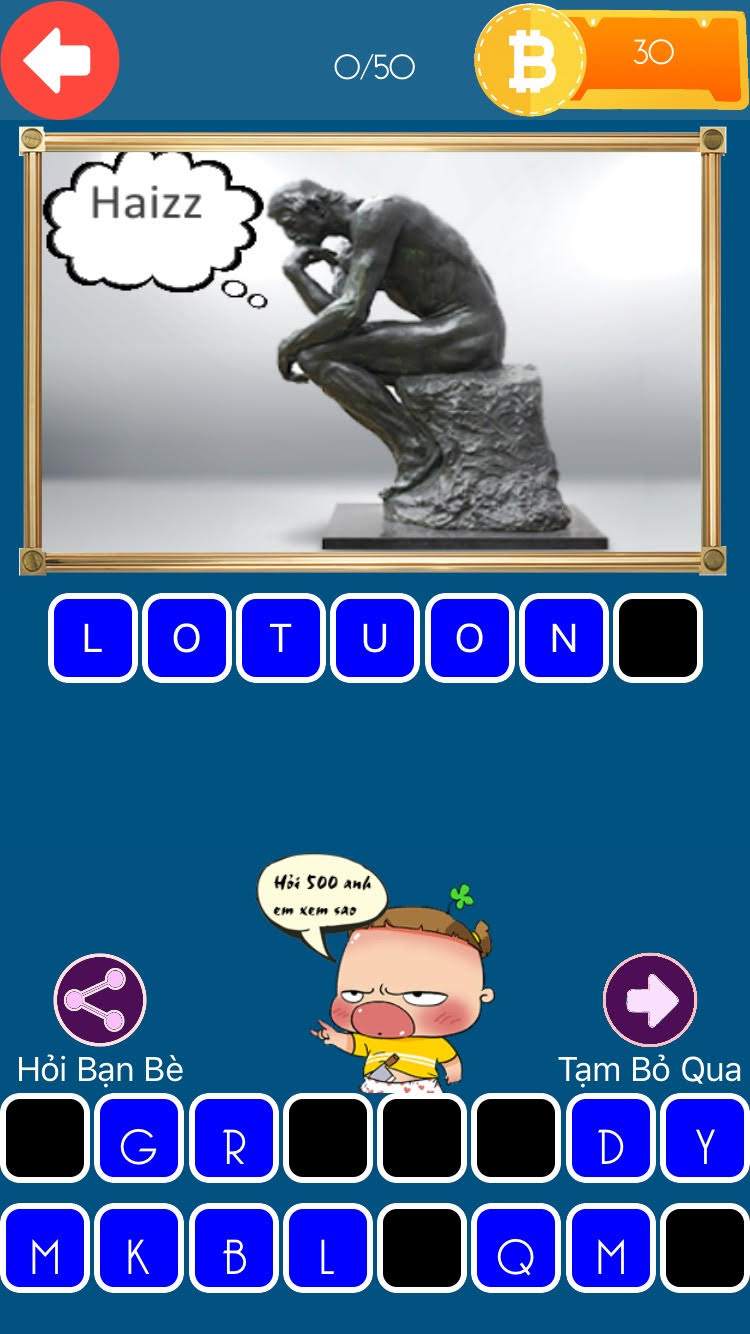 0/50
30
Haizz
L O T U O N
Hỏi 500 anh
em xem sao
Hỏi Bạn Bè
Tạm Bỏ Qua
G R D Y
M K B L Q M